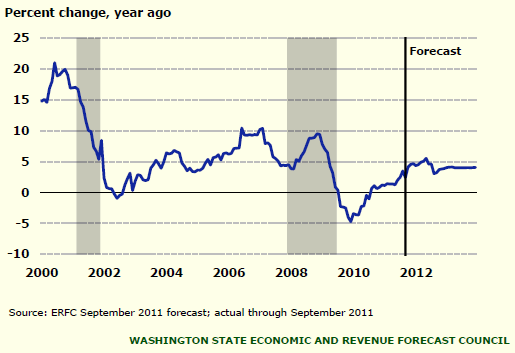 Percent change, year ago
25
20
15
10
5
0
-5
-10
Forecast
2000 2002 2004 2006 2008 2010 2012
Source: ERFC September 2011 forecast; actual through September 2011
WASHINGTON STATE ECONOMIC AND REVENUE FORECAST COUNCIL